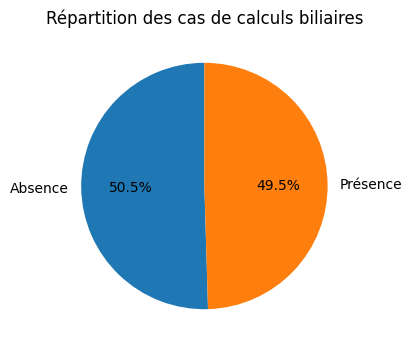 Répartition des cas de calculs biliaires
Absence
50.5%
49.5%
Présence